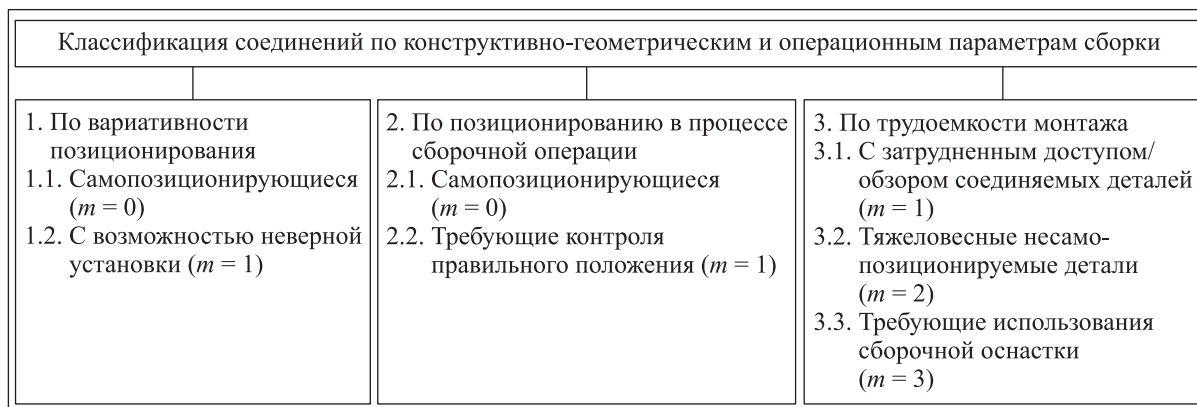 Классификация соединений по конструктивно-геометрическим и операционным параметрам сборки
1. По вариативности
позиционирования
1.1. Самопозиционирующиеся
(m = 0)
1.2. С возможностью неверной
установки (m = 1)
2. По позиционированию в процессе
сборочной операции
2.1. Самопозиционирующиеся
(m = 0)
2.2. Требующие контроля
правильного положения (m = 1)
3. По трудоемкости монтажа
3.1. С затрудненным доступом/
обзором соединяемых деталей
(m = 1)
3.2. Тяжеловесные несамо-
позиционируемые детали
(m = 2)
3.3. Требующие использования
сборочной оснастки
(m = 3)